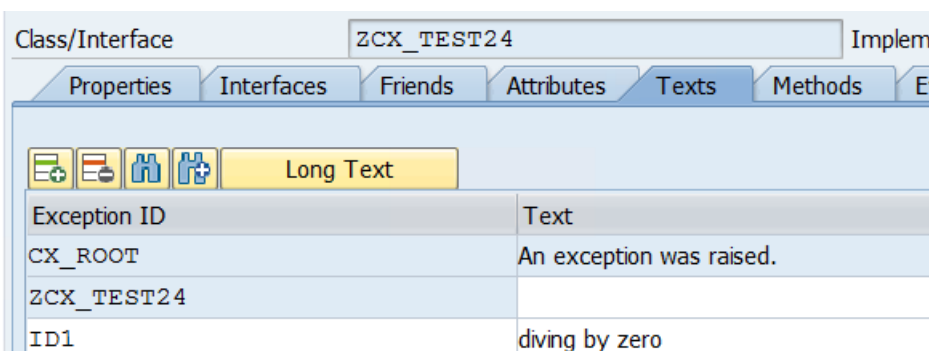 Class/Interface ZCX_TEST24 Implem
Properties Interfaces Friends Attributes Texts Methods E
Long Text
Exception ID Text
CX_ROOT An exception was raised.
ZCX_TEST24
ID1 diving by zero